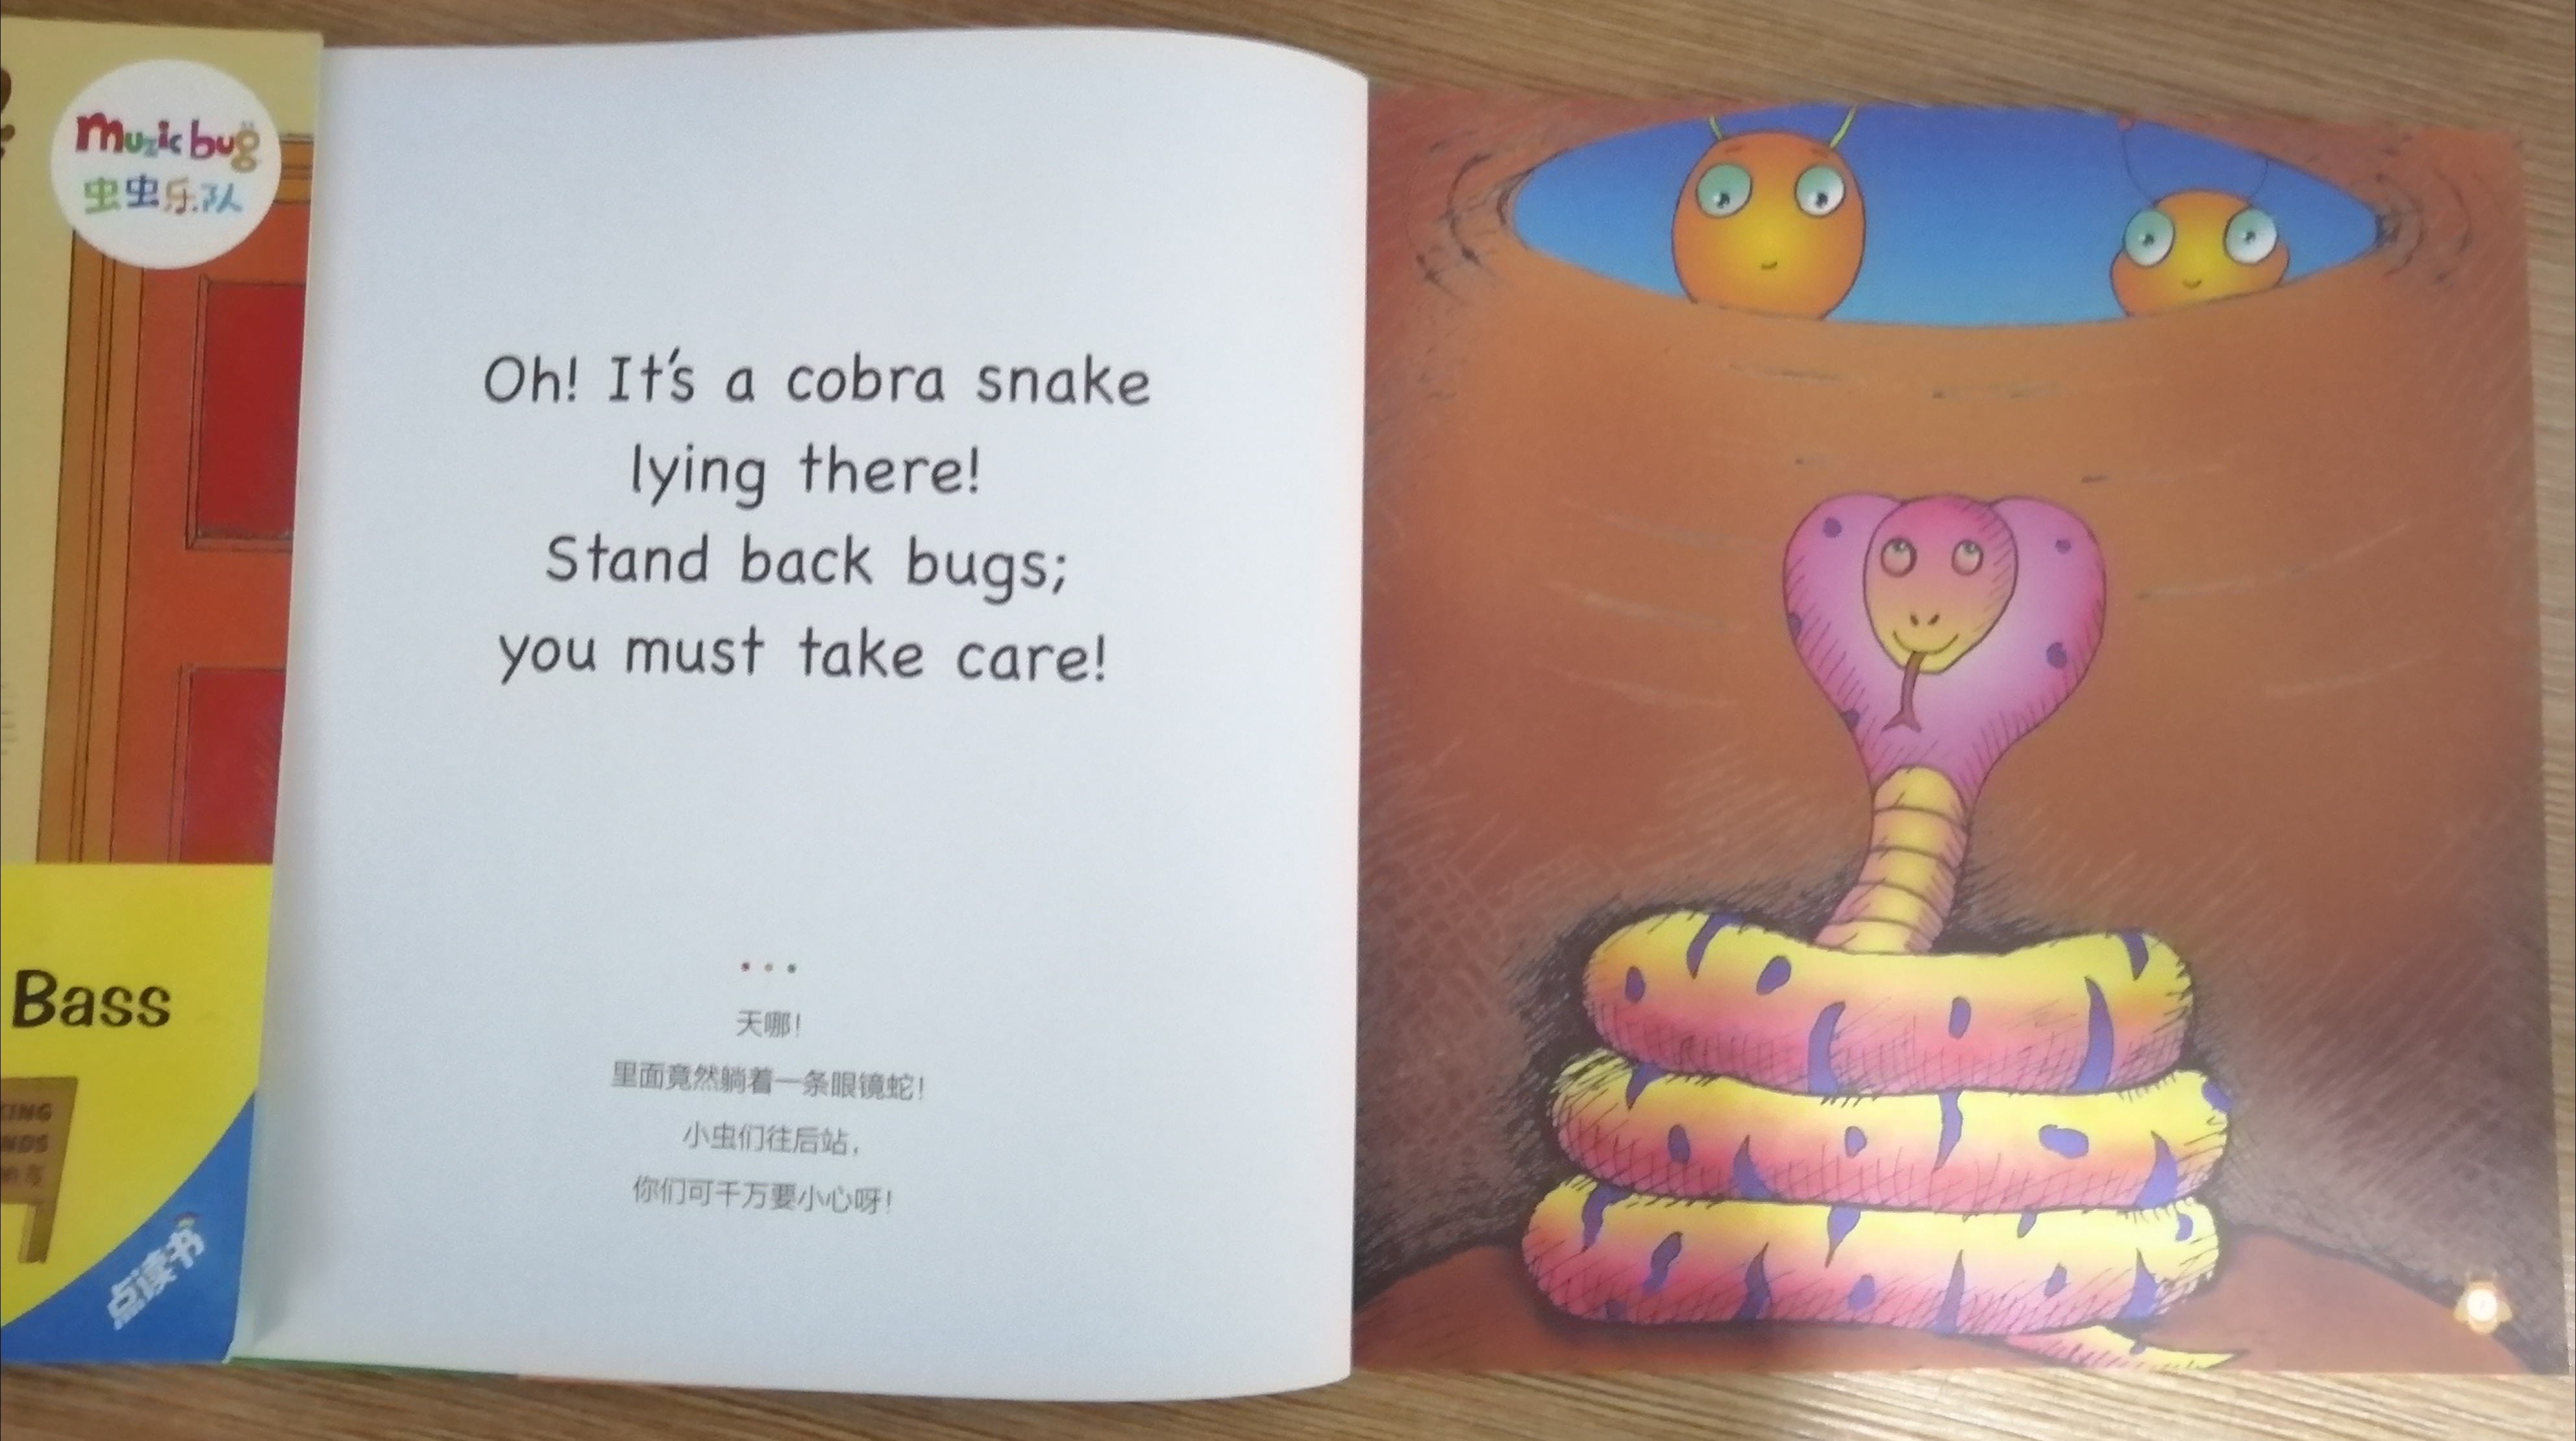 muzic bug
虫虫乐队
Bass
点读书
Oh! It's a cobra snake
lying there!
Stand back bugs;
you must take care!
天哪!
里面竟然躺着一条眼镜蛇!
小虫们往后站,
你们可千万要小心呀!
7